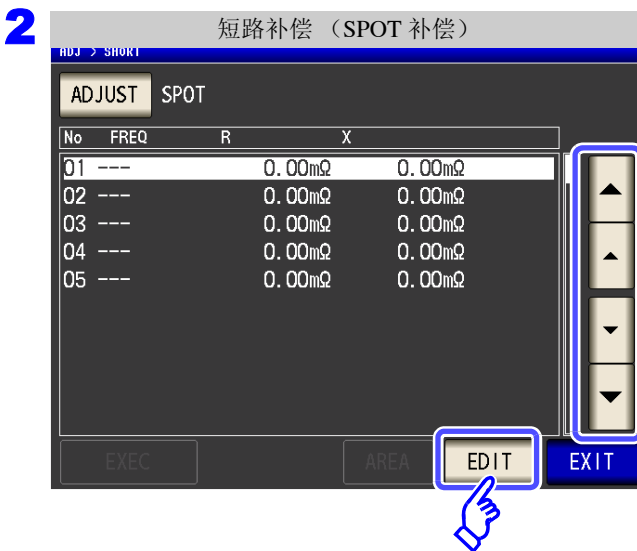 2
短路补偿 （SPOT 补偿）
ADJ > SHORT
ADJUST SPOT
No FREQ R X
01 --- 0.00mΩ 0.00mΩ
02 --- 0.00mΩ 0.00mΩ
03 --- 0.00mΩ 0.00mΩ
04 --- 0.00mΩ 0.00mΩ
05 --- 0.00mΩ 0.00mΩ
EXEC AREA EDIT EXIT